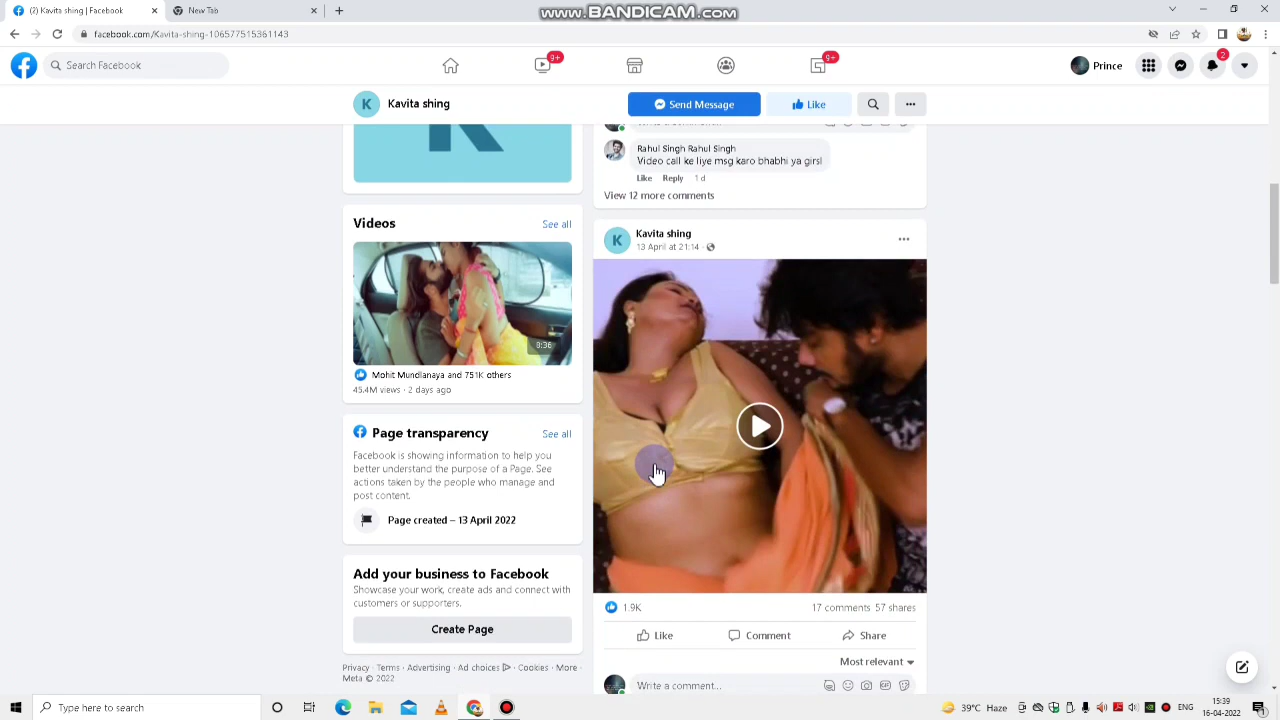 (2) Kavita shing | Facebook
New Tab
www.BANDICAM.com
facebook.com/Kavita-shing-106577515361143
Search Facebook
9+
9+
Prince
2
K Kavita shing
Send Message
Like
Rahul Singh Rahul Singh
Video call ke liye msg karo bhabhi ya girsl
Like Reply 1 d
View 12 more comments
Videos
See all
8:36
Mohit Mundlanaya and 751K others
45.4M views · 2 days ago
Page transparency
See all
Facebook is showing information to help you
better understand the purpose of a Page. See
actions taken by the people who manage and
post content.
Page created – 13 April 2022
Add your business to Facebook
Showcase your work, create ads and connect with
customers or supporters.
Create Page
Privacy · Terms · Advertising · Ad choices · Cookies · More ·
Meta © 2022
K Kavita shing
13 April at 21:14 ·
1.9K
17 comments 57 shares
Like
Comment
Share
Most relevant
Write a comment...
Type here to search
39°C Haze
ENG
15:39
16-04-2022
1